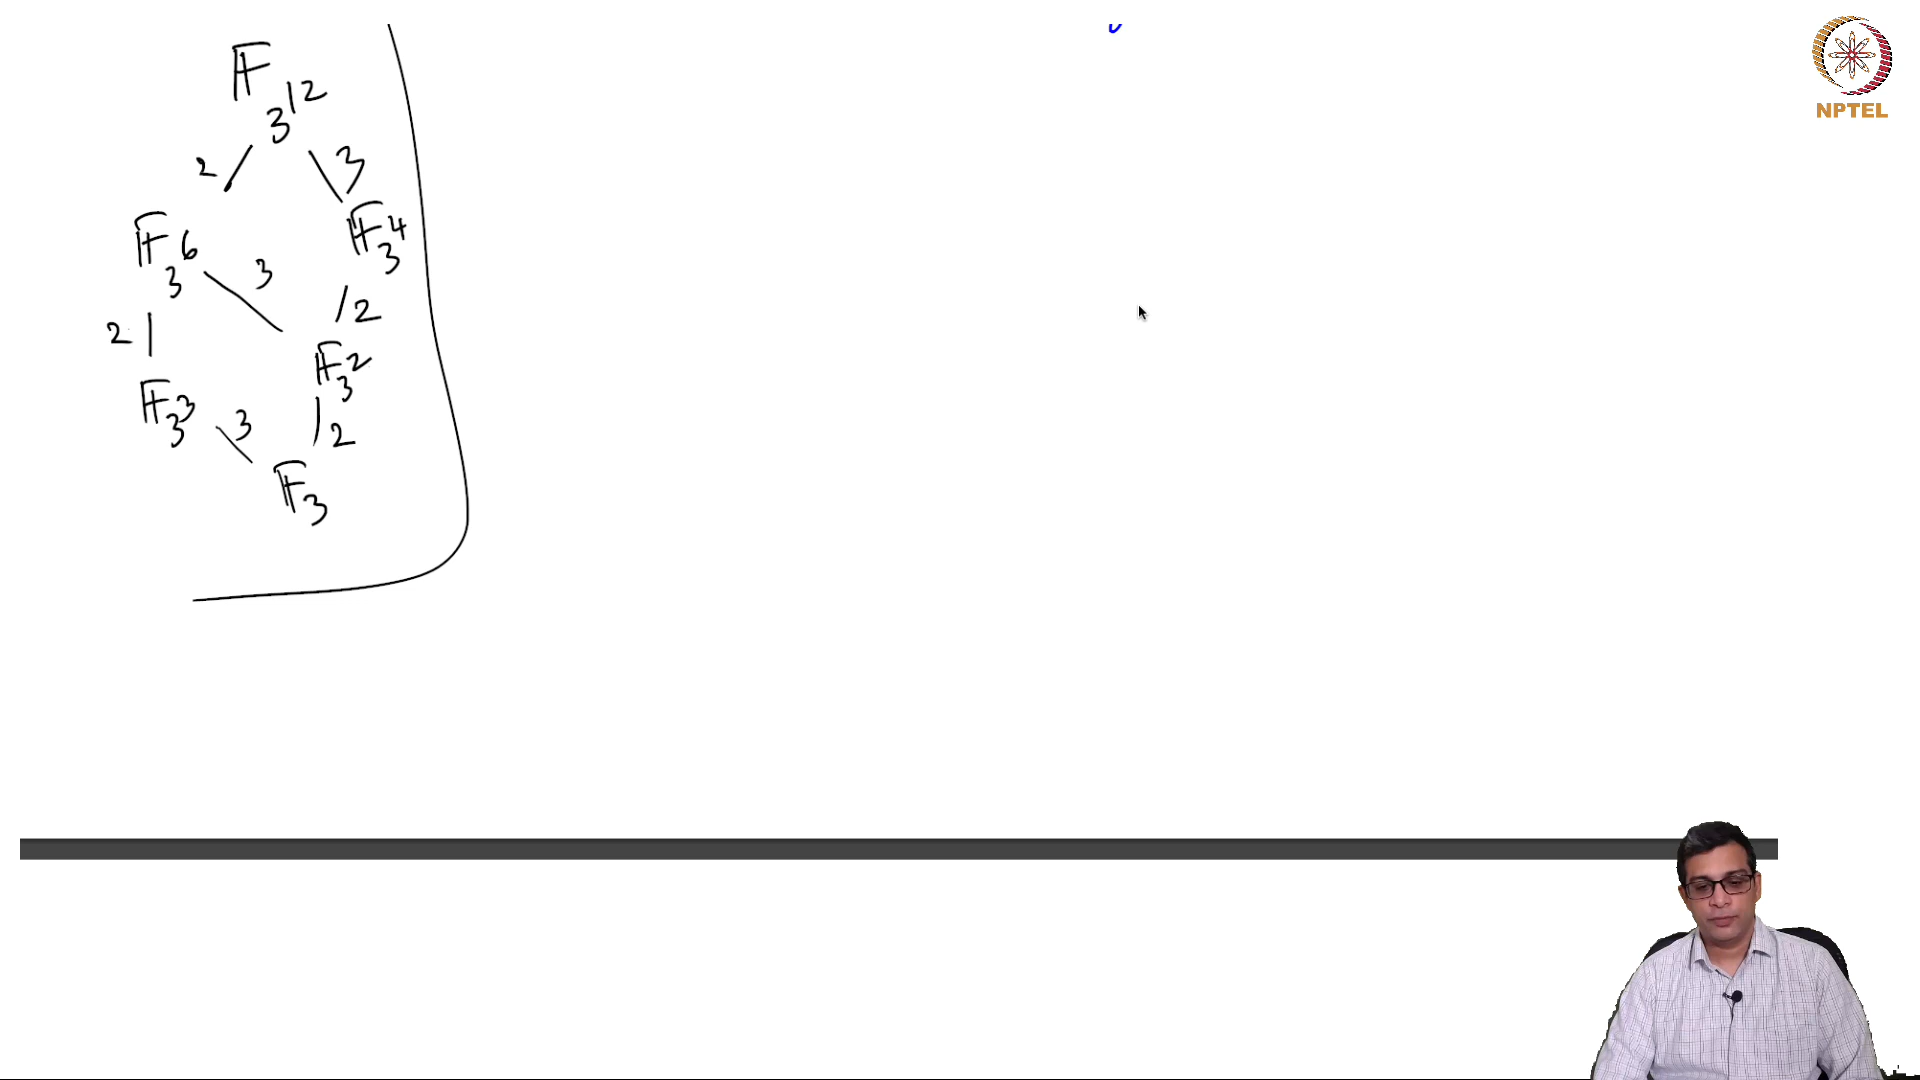 𝔽_{3^{12}}
2 3
𝔽_{3^6} 𝔽_{3^4}
3
2 2
𝔽_{3^2}
𝔽_{3^3} 3
2
𝔽_3
NPTEL